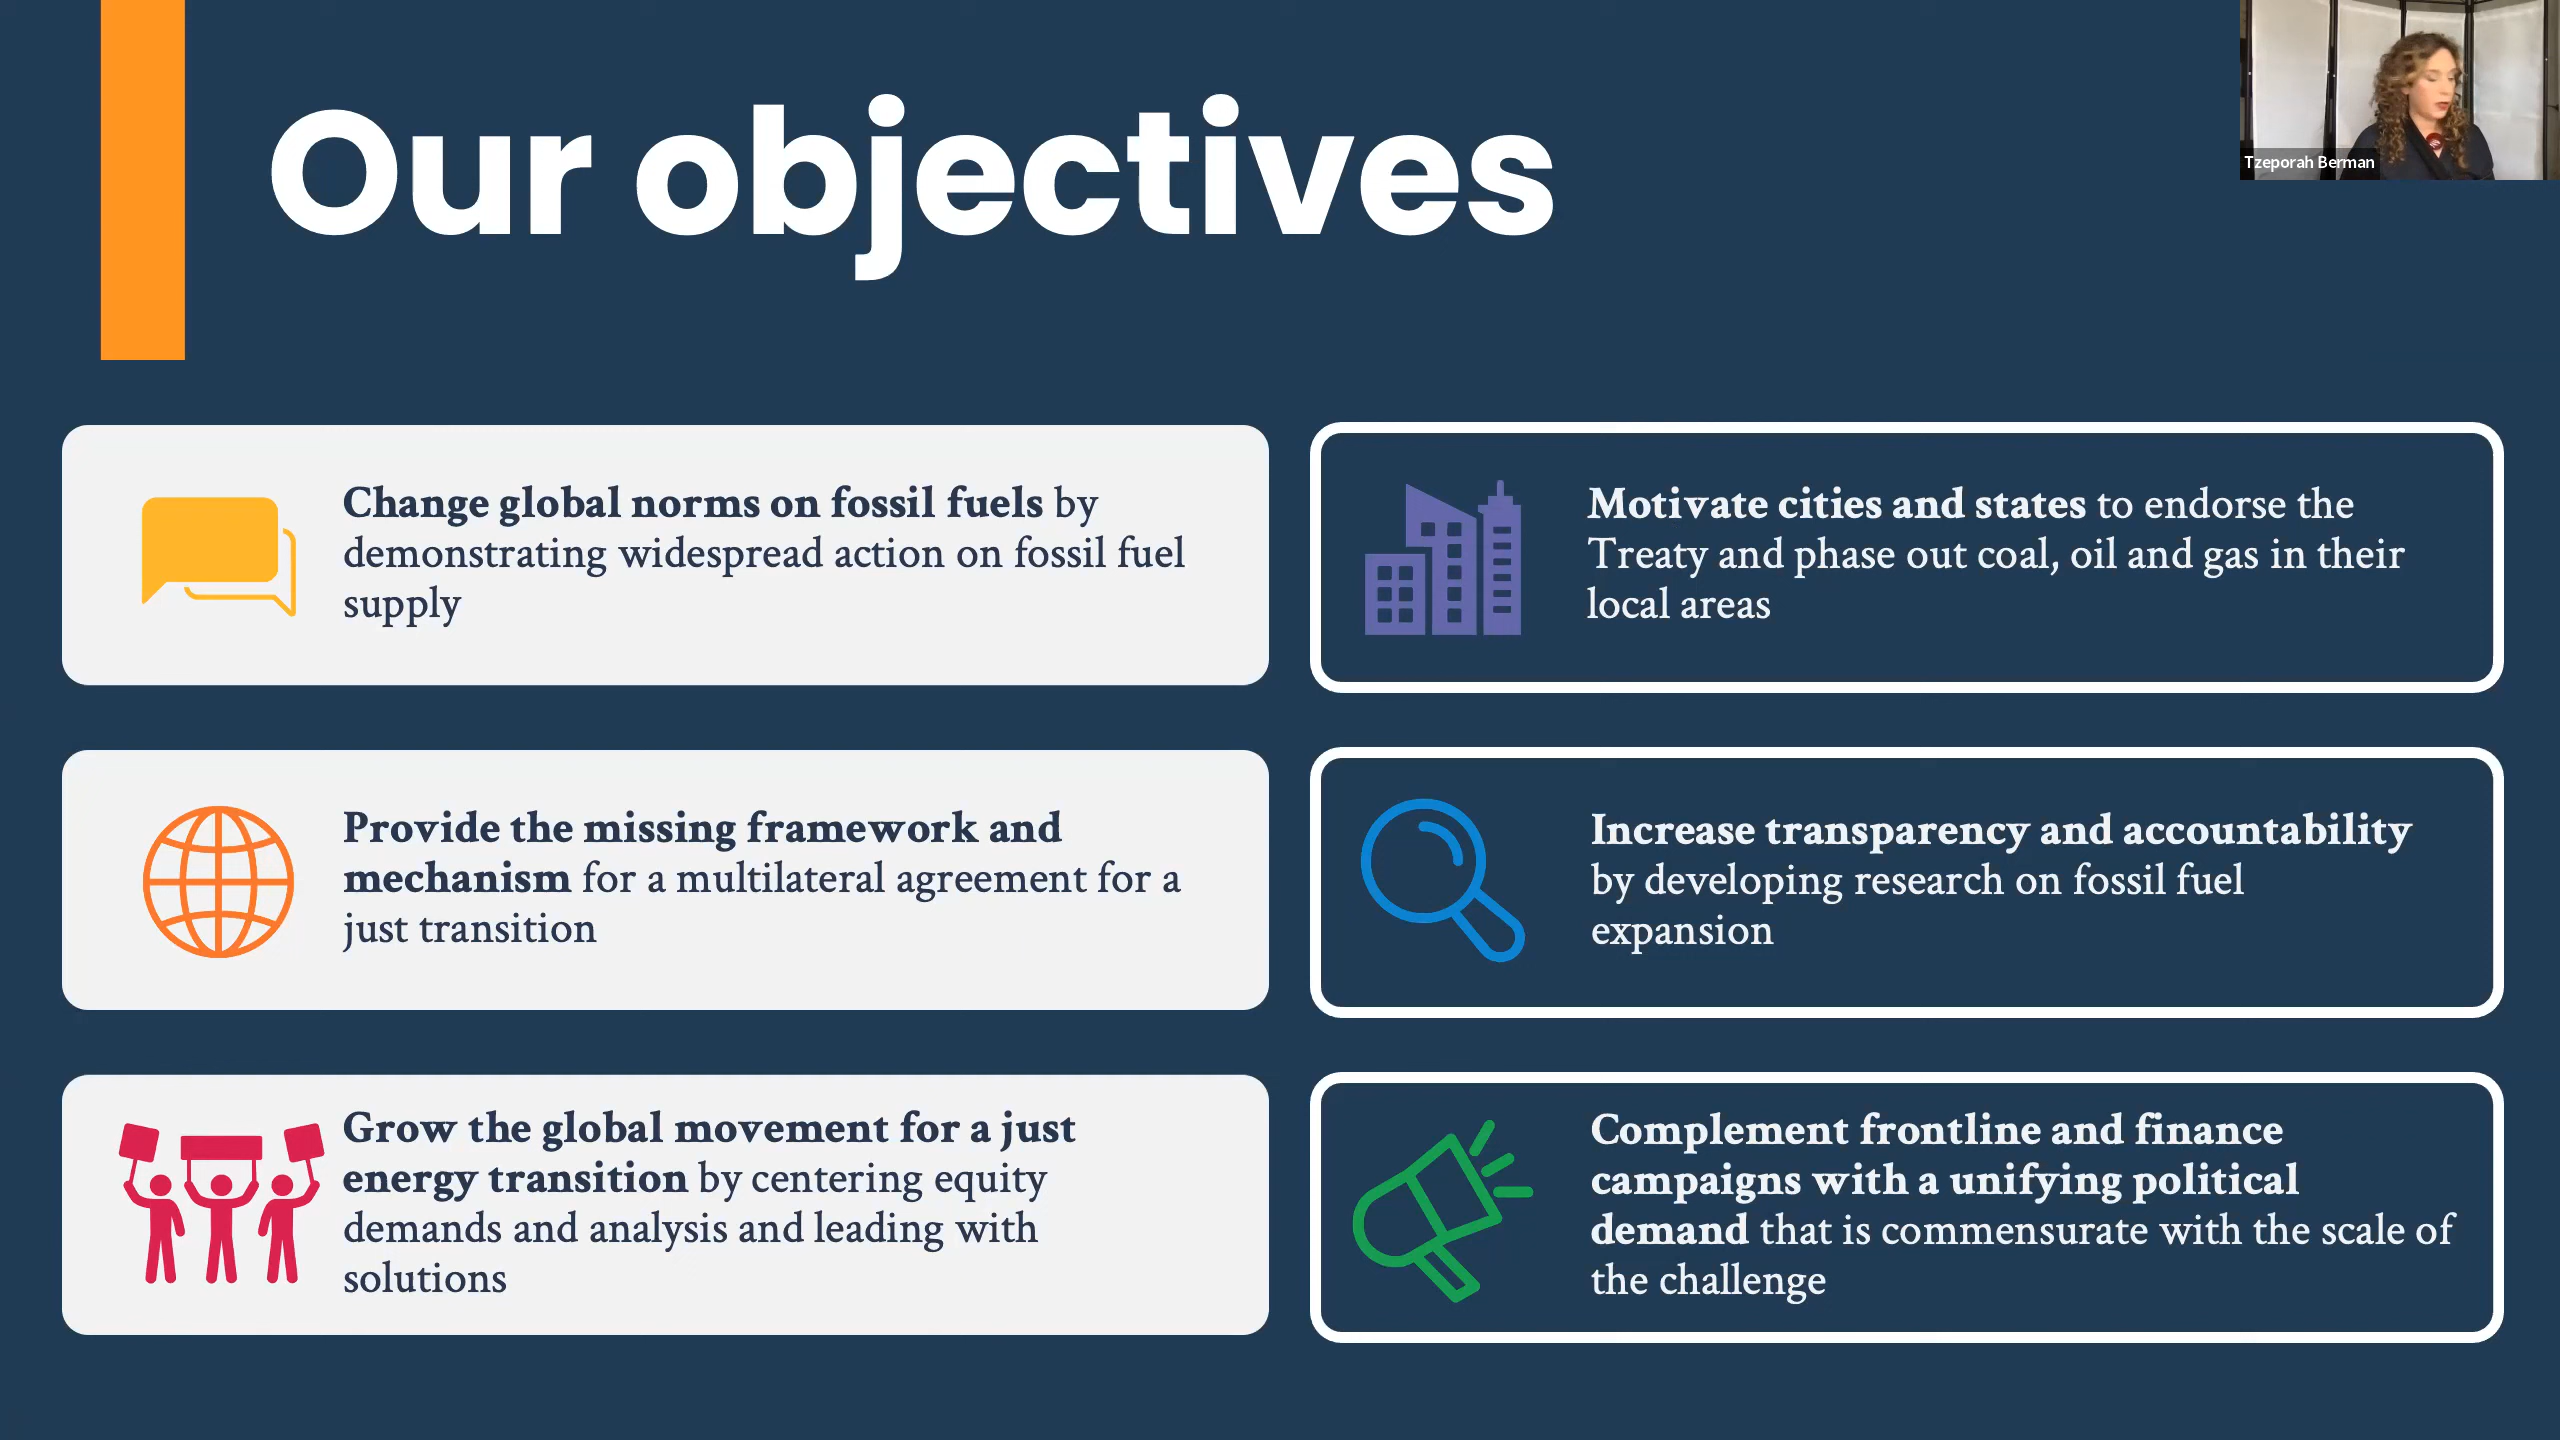 Our objectives
Tzeporah Berman
Change global norms on fossil fuels by
demonstrating widespread action on fossil fuel
supply
Motivate cities and states to endorse the
Treaty and phase out coal, oil and gas in their
local areas
Provide the missing framework and
mechanism for a multilateral agreement for a
just transition
Increase transparency and accountability
by developing research on fossil fuel
expansion
Grow the global movement for a just
energy transition by centering equity
demands and analysis and leading with
solutions
Complement frontline and finance
campaigns with a unifying political
demand that is commensurate with the scale of
the challenge